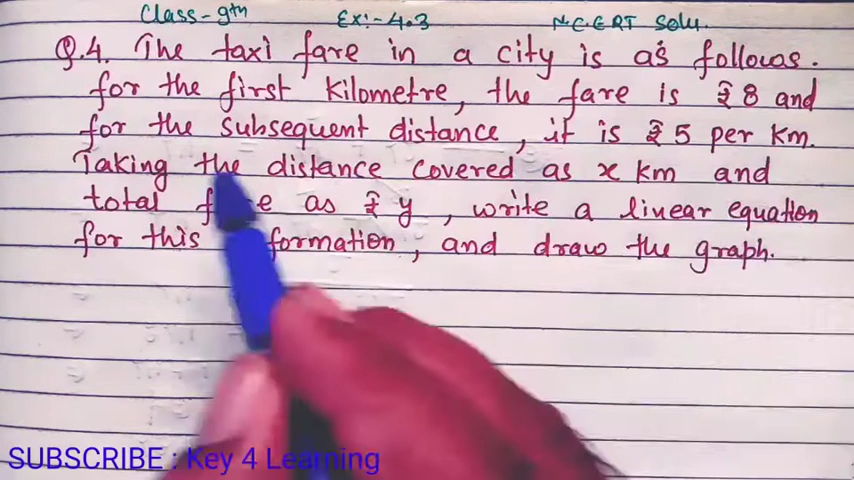 Class-9th Ex:- 4.3 N.C.E.RT Solu.
Q.4. The taxi fare in a city is as follows.
for the first kilometre, the fare is ₹ 8 and
for the subsequent distance, it is ₹ 5 per km.
Taking the distance covered as x km and
total as ₹ y, write a linear equation
for this formation, and draw the graph.
SUBSCRIBE : Key 4 Learning